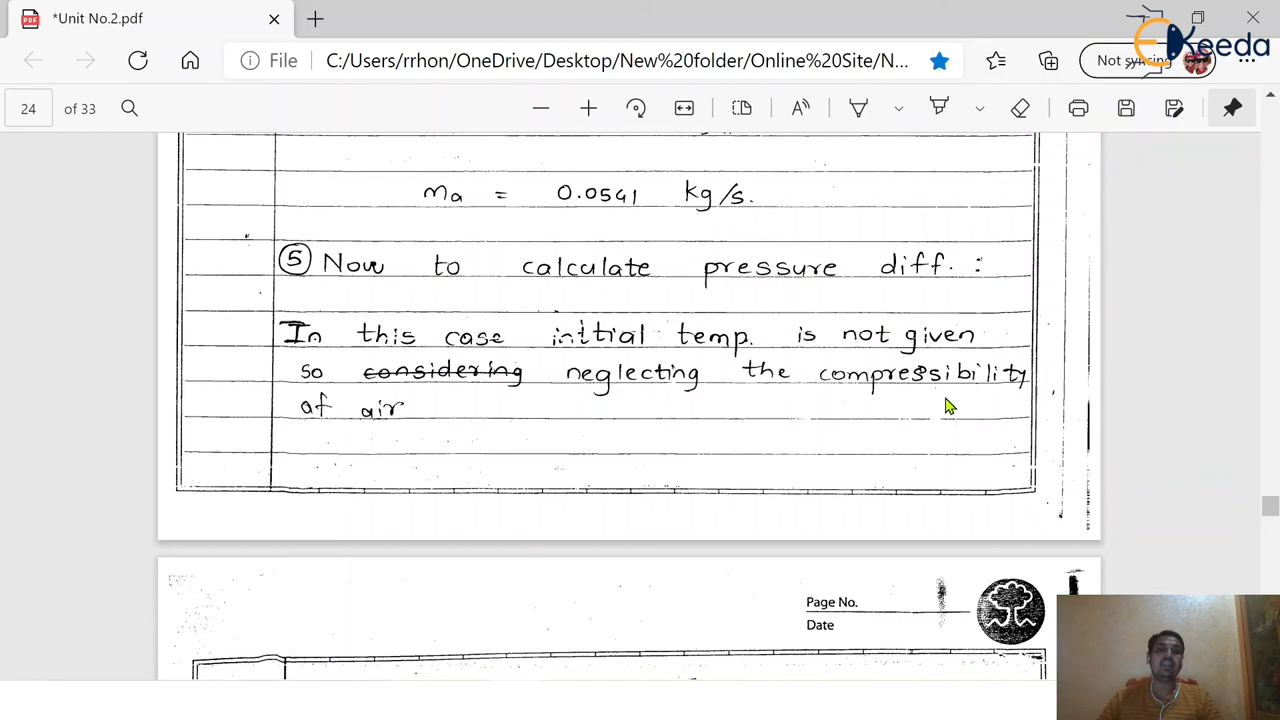 *Unit No.2.pdf
File
C:/Users/rrhon/OneDrive/Desktop/New%20folder/Online%20Site/N...
Not syncing
EKeeda
24 of 33
ma = 0.0541 kg/s.
5 Now to calculate pressure diff. :
In this case initial temp. is not given
so considering neglecting the compressibility
of air
Page No.
Date